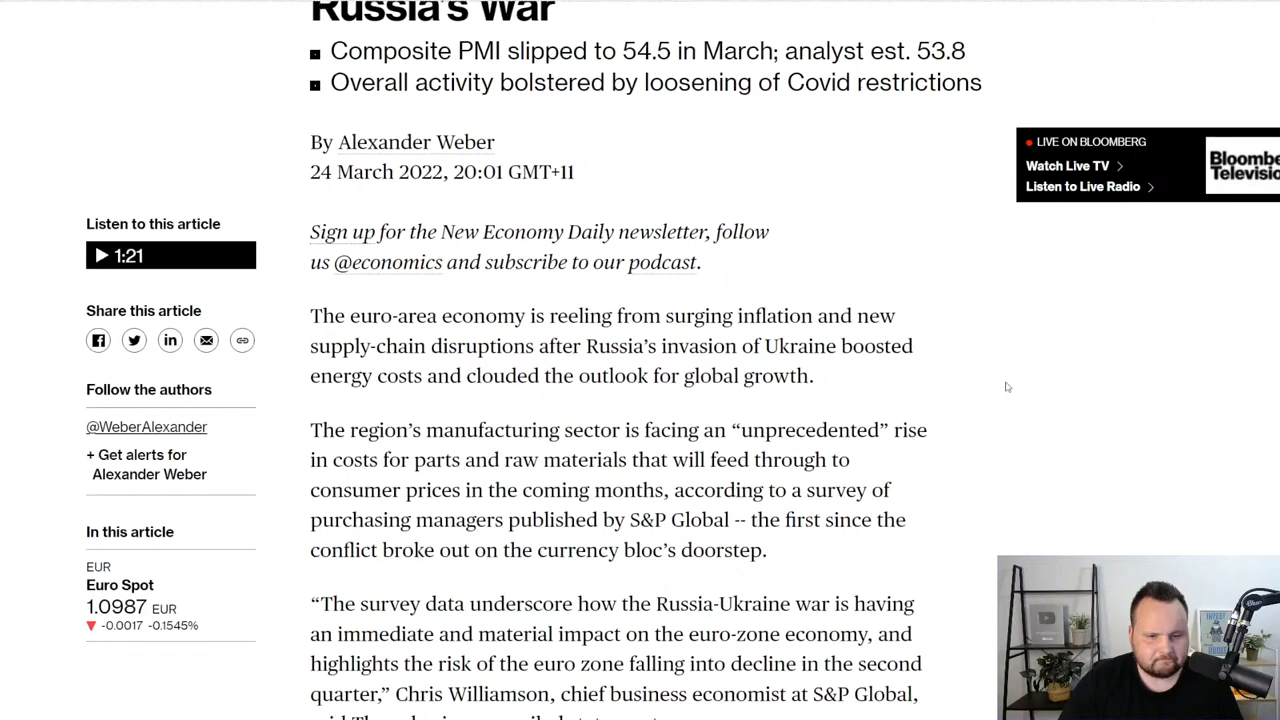 Russia's War
Composite PMI slipped to 54.5 in March; analyst est. 53.8
Overall activity bolstered by loosening of Covid restrictions
By Alexander Weber
24 March 2022, 20:01 GMT+11
LIVE ON BLOOMBERG
Watch Live TV
Listen to Live Radio
Bloombe
Televisio
Listen to this article
1:21
Share this article
Follow the authors
@WeberAlexander
+ Get alerts for
Alexander Weber
In this article
EUR
Euro Spot
1.0987 EUR
-0.0017 -0.1545%
Sign up for the New Economy Daily newsletter, follow
us @economics and subscribe to our podcast.
The euro-area economy is reeling from surging inflation and new
supply-chain disruptions after Russia's invasion of Ukraine boosted
energy costs and clouded the outlook for global growth.
The region's manufacturing sector is facing an “unprecedented” rise
in costs for parts and raw materials that will feed through to
consumer prices in the coming months, according to a survey of
purchasing managers published by S&P Global -- the first since the
conflict broke out on the currency bloc's doorstep.
“The survey data underscore how the Russia-Ukraine war is having
an immediate and material impact on the euro-zone economy, and
highlights the risk of the euro zone falling into decline in the second
quarter,” Chris Williamson, chief business economist at S&P Global,